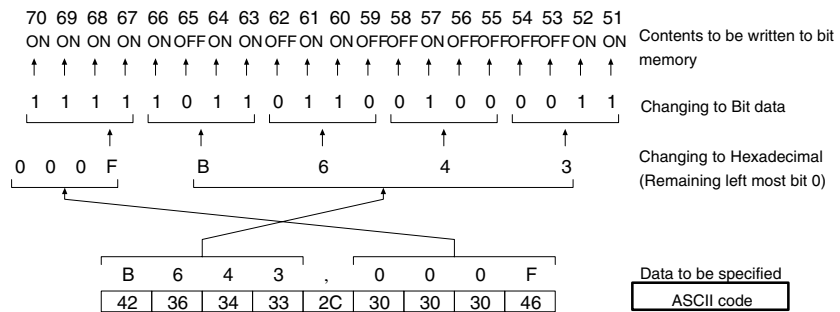 70 69 68 67 66 65 64 63 62 61 60 59 58 57 56 55 54 53 52 51
ON ON ON ON ON OFF ON ON OFF ON ON OFF OFF ON OFF OFF OFF OFF ON ON
Contents to be written to bit
memory
1 1 1 1 1 0 1 1 0 1 1 0 0 1 0 0 0 0 1 1
Changing to Bit data
0 0 0 F B 6 4 3
Changing to Hexadecimal
(Remaining left most bit 0)
B 6 4 3 , 0 0 0 F
Data to be specified
42 36 34 33 2C 30 30 30 46
ASCII code